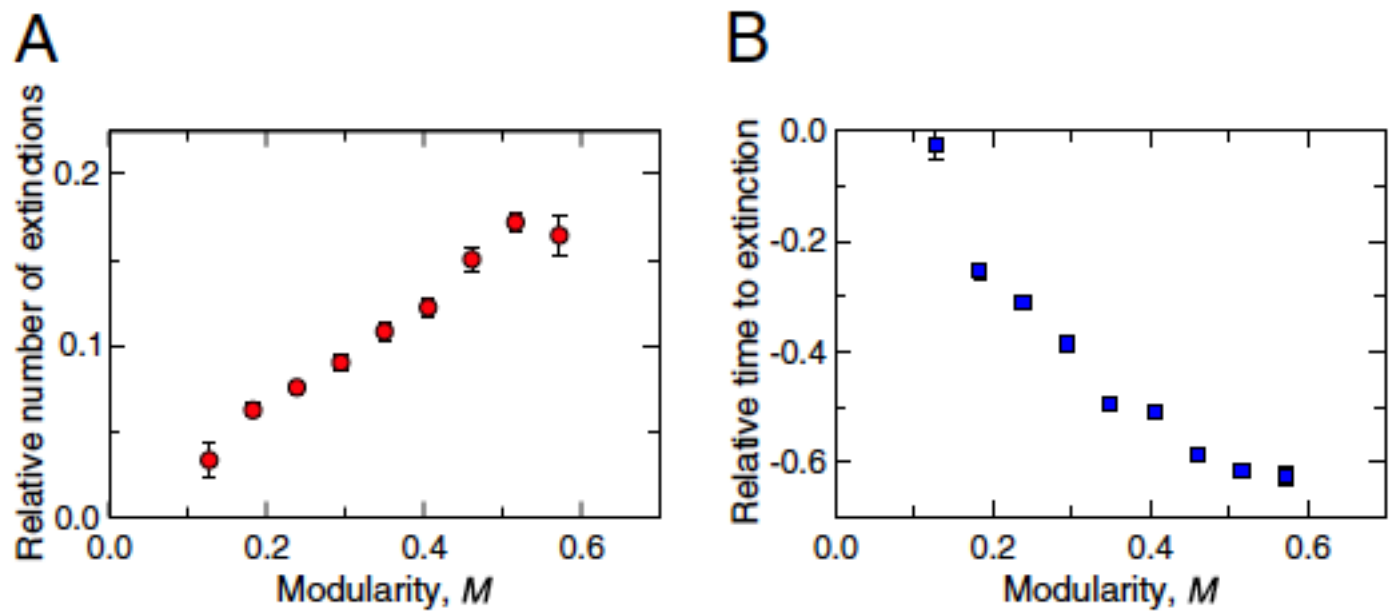 A
Relative number of extinctions
0.2
0.1
0.0
0.0 0.2 0.4 0.6
Modularity, M
B
Relative time to extinction
0.0
-0.2
-0.4
-0.6
0.0 0.2 0.4 0.6
Modularity, M